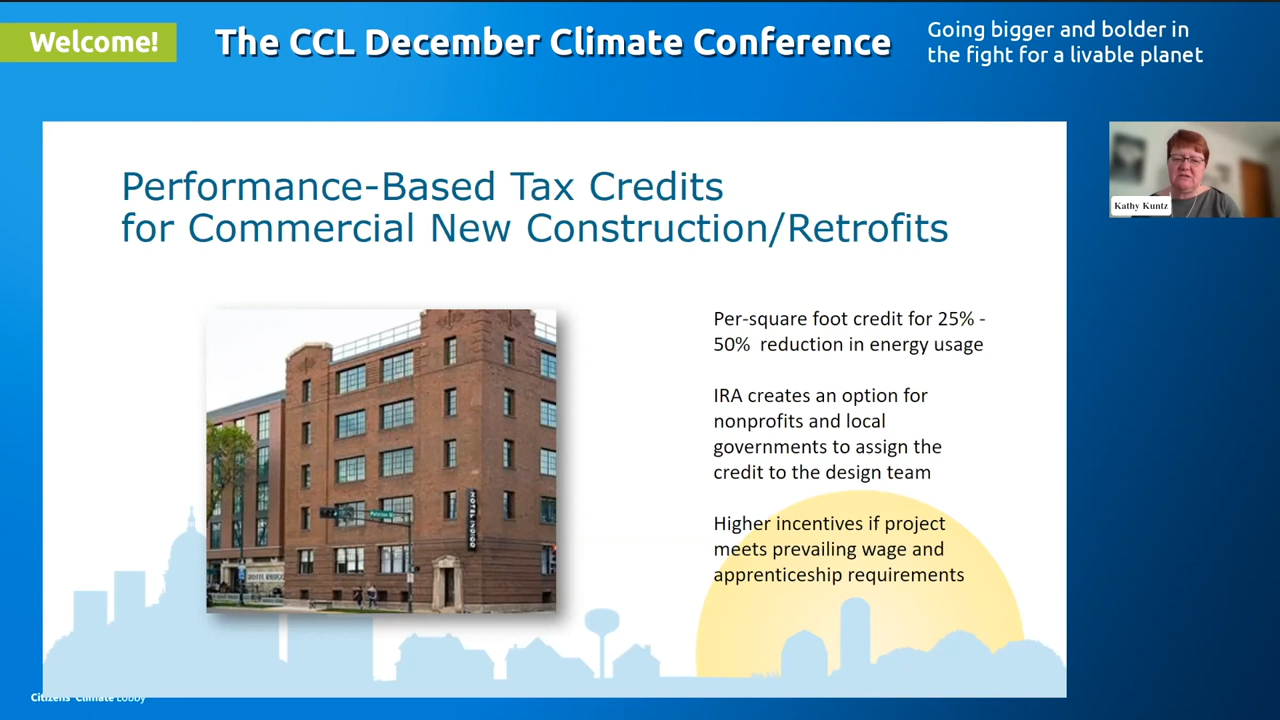 Welcome!
The CCL December Climate Conference
Going bigger and bolder in
the fight for a livable planet
Performance-Based Tax Credits
for Commercial New Construction/Retrofits
Kathy Kuntz
Per-square foot credit for 25% -
50% reduction in energy usage
IRA creates an option for
nonprofits and local
governments to assign the
credit to the design team
Higher incentives if project
meets prevailing wage and
apprenticeship requirements
HOTEL INDIGO
Citizens' Climate Lobby